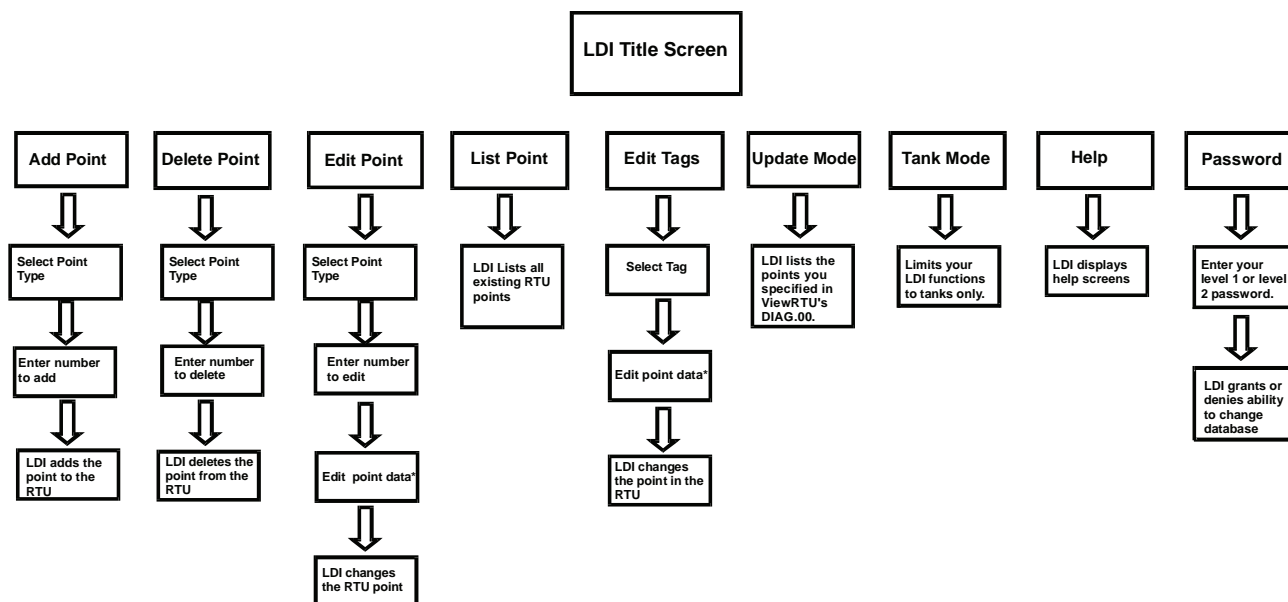 LDI Title Screen
Add Point
Delete Point
Edit Point
List Point
Edit Tags
Update Mode
Tank Mode
Help
Password
Select Point
Type
Select Point
Type
Select Point
Type
LDI Lists all
existing RTU
points
Select Tag
LDI lists the
points you
specified in
ViewRTU's
DIAG.00.
Limits your
LDI functions
to tanks only.
LDI displays
help screens
Enter your
level 1 or level
2 password.
Enter number
to add
Enter number
to delete
Enter number
to edit
Edit point data*
LDI grants or
denies ability
to change
database
LDI adds the
point to the
RTU
LDI deletes the
point from the
RTU
Edit point data*
LDI changes
the point in the
RTU
LDI changes
the RTU point